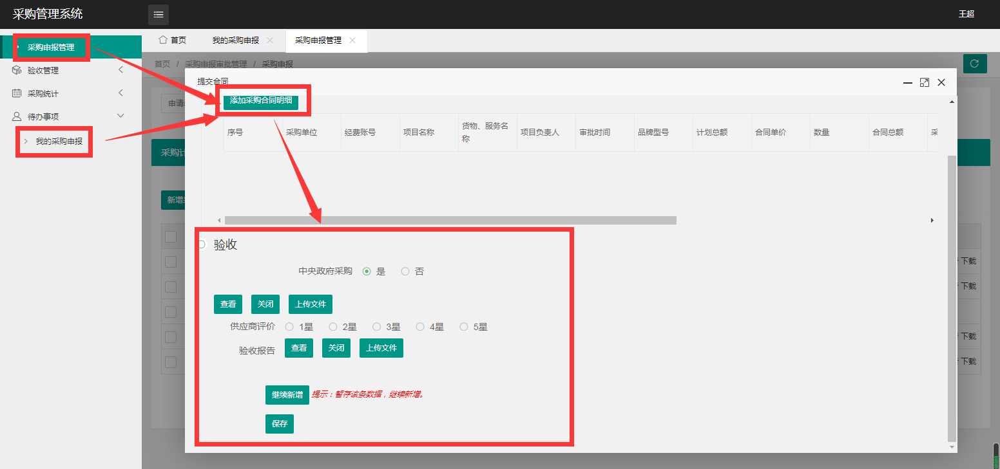 采购管理系统
王超
采购申报管理
验收管理
采购统计
待办事项
我的采购申报
首页
我的采购申报
采购申报管理
首页 / 采购申报审批管理 / 采购申报
提交合同
申请
添加采购合同明细
序号
采购单位
经费账号
项目名称
货物、服务名
称
项目负责人
审批时间
品牌型号
计划总额
合同单价
数量
合同总额
采
采购计
新增
验收
中央政府采购 是 否
查看 关闭 上传文件
供应商评价 1星 2星 3星 4星 5星
验收报告 查看 关闭 上传文件
继续新增 提示：暂存该条数据，继续新增。
保存
下载
下载
下载
下载